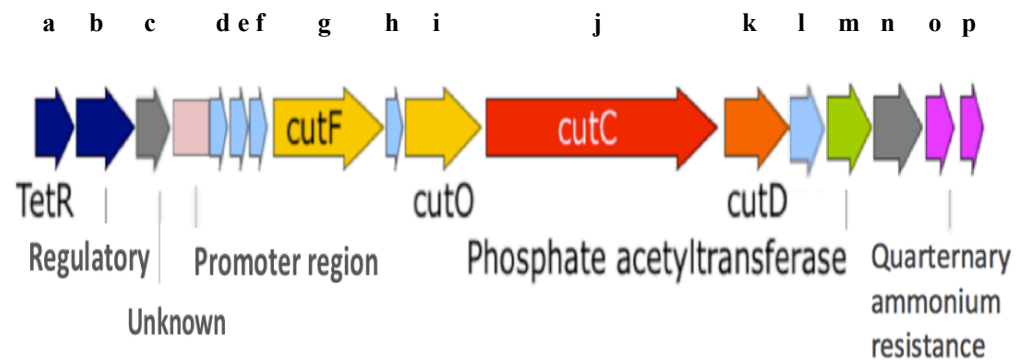 a b c d e f g h i j k l m n o p
cutF cutC
TetR cutO cutD
Regulatory Promoter region Phosphate acetyltransferase Quarternary
ammonium
Unknown
resistance